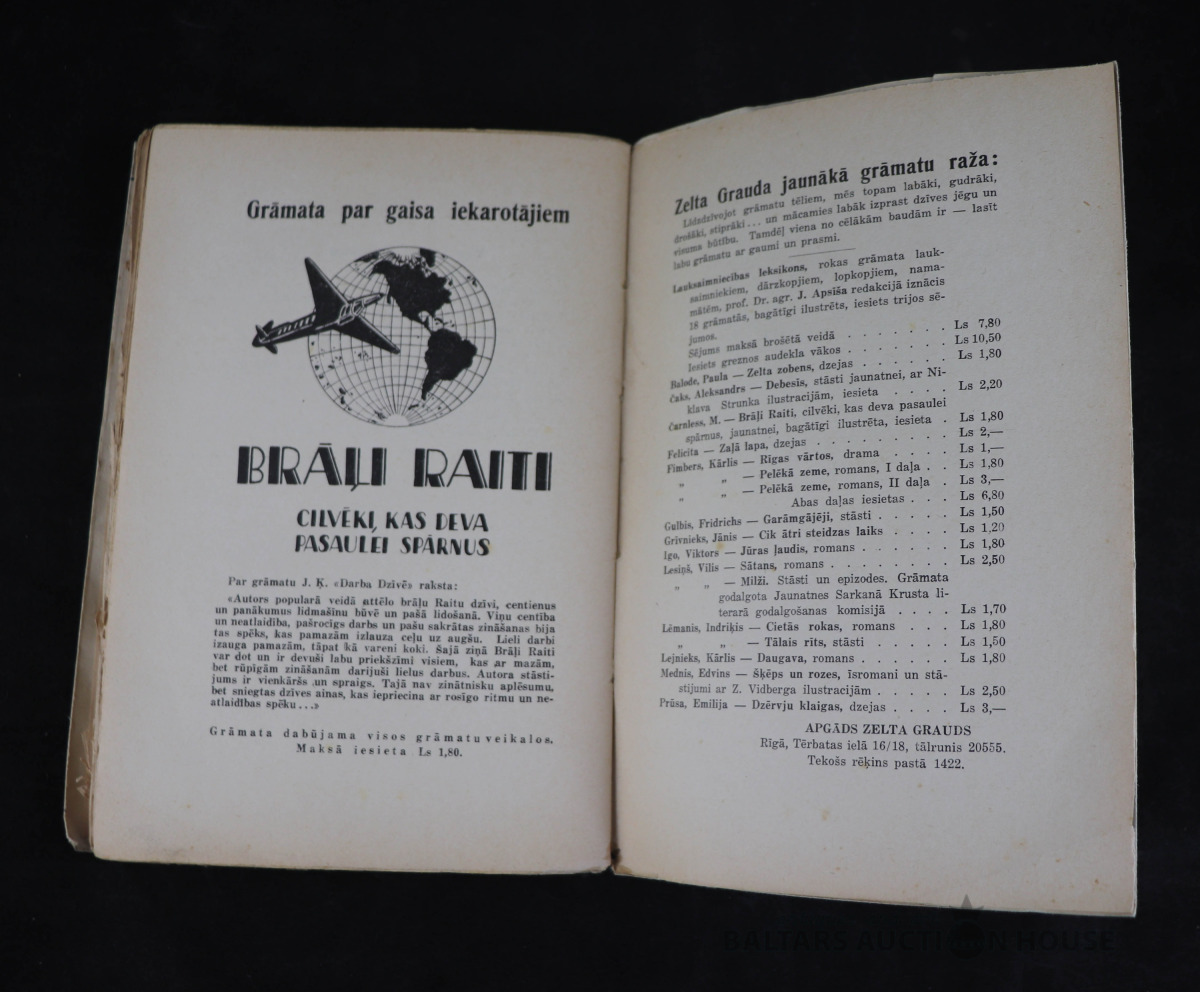 Grāmata par gaisa iekarotājiem
BRĀĻI RAITI
CILVĒKI, KAS DEVA
PASAULEI SPĀRNUS
Par grāmatu J. Ķ. «Darba Dzīvē» raksta:
«Autors populārā veidā attēlo brāļu Raitu dzīvi, centienus
un panākumus lidmašīnu būvē un pašā lidošanā. Viņu centība
un neatlaidība, pašrocīgs darbs un pašu sakrātas zināšanas bija
tas spēks, kas pamazām izlauza ceļu uz augšu. Lieli darbi
izauga pamazām, tāpat kā vareni koki. Šajā ziņā Brāļi Raiti
var dot un ir devuši labu priekšzīmi visiem, kas ar mazām,
bet rūpīgām zināšanām darijuši lielus darbus. Autora stāstī-
jums ir vienkāršs un spraigs. Tajā nav zinātnisku aplēsumu,
bet sniegtas dzīves ainas, kas iepriecina ar rosīgo ritmu un ne-
atlaidības spēku...»
Grāmata dabūjama visos grāmatu veikalos.
Maksā iesieta Ls 1,80.
Zelta Grauda jaunākā grāmatu raža:
Līdzdzīvojot grāmatu tēliem, mēs topam labāki, gudrāki,
drošāki, stiprāki... un mācamies labāk izprast dzīves jēgu un
visuma būtību. Tamdēļ viena no cēlākām baudām ir — lasīt
labu grāmatu ar gaumi un prasmi.
Lauksaimniecības leksikons, rokas grāmata lauk-
saimniekiem, dārzkopjiem, lopkopjiem, nama-
mātēm, prof. Dr. agr. J. Apsiša redakcijā iznācis
18 grāmatās, bagātīgi ilustrēts, iesiets trijos sē-
jumos.
Sējums maksā brošētā veidā . . . . . . . Ls 7,80
Iesiets greznos audekla vākos . . . . . . Ls 10,50
Balode, Paula — Zelta zobens, dzejas . . . . . . Ls 1,80
Čaks, Aleksandrs — Debesis, stāsti jaunatnei, ar Ni-
klava Strunka ilustracijām, iesieta . . . . Ls 2,20
Čarnless, M. — Brāļi Raiti, cilvēki, kas deva pasaulei
spārnus, jaunatnei, bagātīgi ilustrēta, iesieta . Ls 1,80
Felicita — Zaļā lapa, dzejas . . . . . . . . Ls 2,—
Fimbers, Kārlis — Rīgas vārtos, drama . . . . Ls 1,—
„ „ — Pelēkā zeme, romans, I daļa . . Ls 1,80
„ „ — Pelēkā zeme, romans, II daļa . Ls 3,—
Abas daļas iesietas . . . Ls 6,80
Gulbis, Fridrichs — Garāmgājēji, stāsti . . . . . Ls 1,50
Grivnieks, Jānis — Cik ātri steidzas laiks . . . . Ls 1,20
Igo, Viktors — Jūras ļaudis, romans . . . . . . Ls 1,80
Lesiņš, Vilis — Sātans, romans . . . . . . . . Ls 2,50
„ „ — Milži. Stāsti un epizodes. Grāmata
godalgota Jaunatnes Sarkanā Krusta li-
terarā godalgošanas komisijā . . . . Ls 1,70
Lēmanis, Indriķis — Cietās rokas, romans . . . Ls 1,80
„ „ — Tālais rīts, stāsti . . . . . Ls 1,50
Lejnieks, Kārlis — Daugava, romans . . . . . . Ls 1,80
Mednis, Edvins — Šķēps un rozes, īsromani un stā-
stijumi ar Z. Vidberga ilustracijām . . . . . Ls 2,50
Prūsa, Emilija — Dzērvju klaigas, dzejas . . . . Ls 3,—
APGĀDS ZELTA GRAUDS
Rīgā, Tērbatas ielā 16/18, tālrunis 20555.
Tekošs rēķins pastā 1422.
BALTARS AUCTION HOUSE